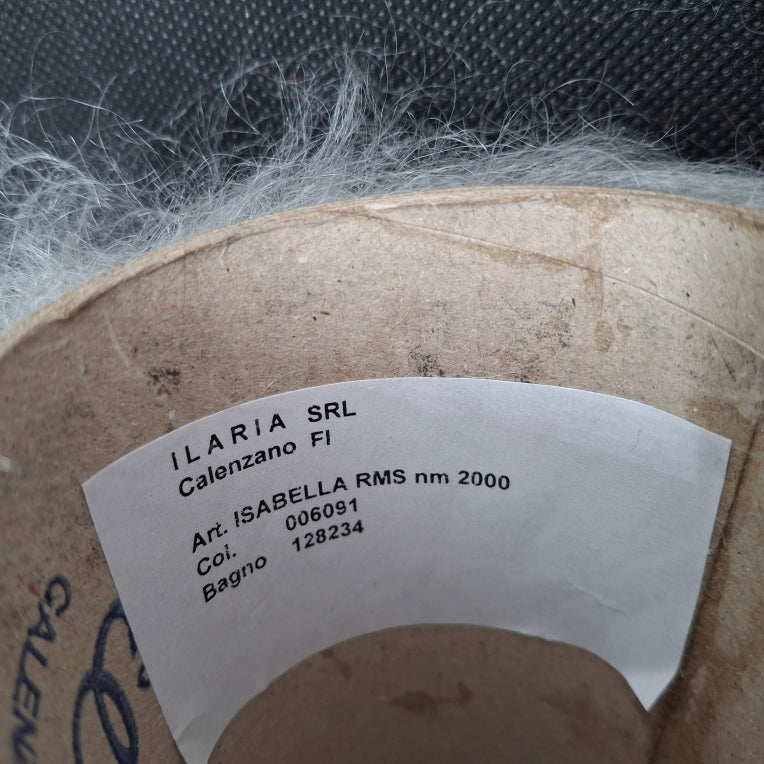 ILARIA SRL
Calenzano FI
Art. ISABELLA RMS nm 2000
Col. 006091
Bagno 128234